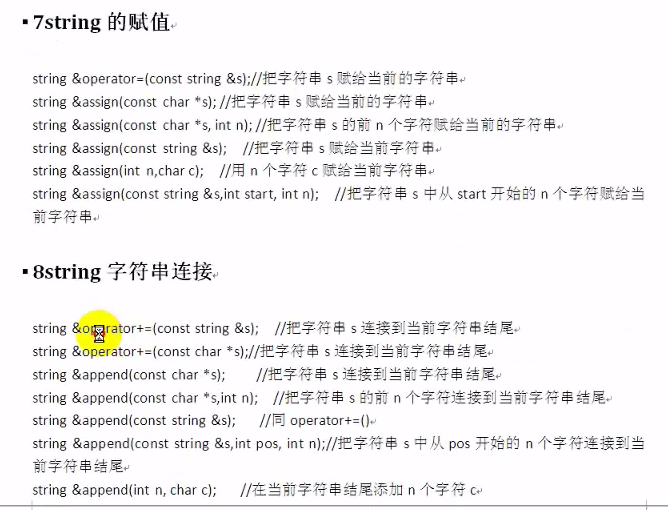 7string 的赋值
string &operator=(const string &s);//把字符串 s 赋给当前的字符串
string &assign(const char *s); //把字符串 s 赋给当前的字符串
string &assign(const char *s, int n); //把字符串 s 的前 n 个字符赋给当前的字符串
string &assign(const string &s); //把字符串 s 赋给当前字符串
string &assign(int n,char c); //用 n 个字符 c 赋给当前字符串
string &assign(const string &s,int start, int n); //把字符串 s 中从 start 开始的 n 个字符赋给当
前字符串
8string 字符串连接
string &operator+=(const string &s); //把字符串 s 连接到当前字符串结尾
string &operator+=(const char *s);//把字符串 s 连接到当前字符串结尾
string &append(const char *s); //把字符串 s 连接到当前字符串结尾
string &append(const char *s,int n); //把字符串 s 的前 n 个字符连接到当前字符串结尾
string &append(const string &s); //同 operator+=()
string &append(const string &s,int pos, int n);//把字符串 s 中从 pos 开始的 n 个字符连接到当
前字符串结尾
string &append(int n, char c); //在当前字符串结尾添加 n 个字符 c